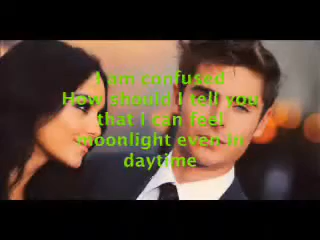 I am confused
How should I tell you
that I can feel
moonlight even in
daytime